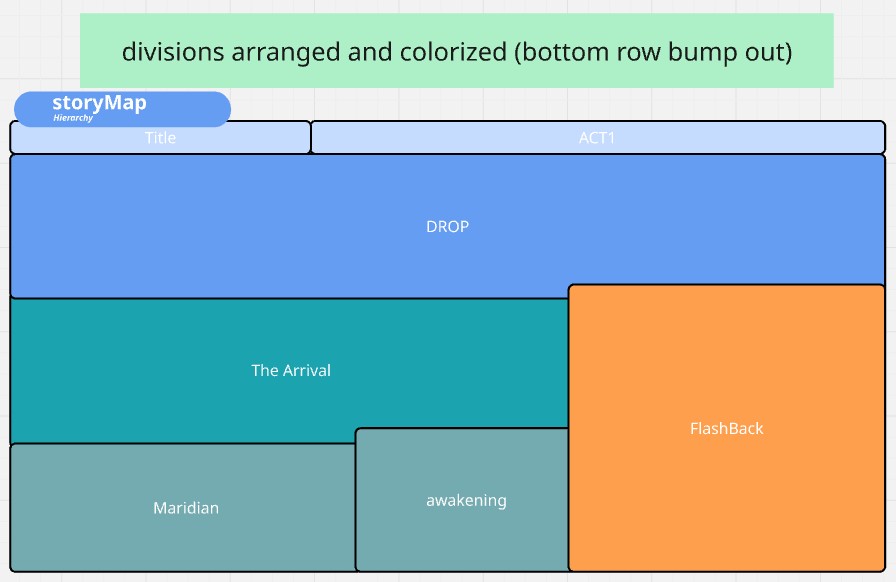 divisions arranged and colorized (bottom row bump out)
storyMap
Hierarchy
Title
ACT1
DROP
The Arrival
FlashBack
Maridian
awakening